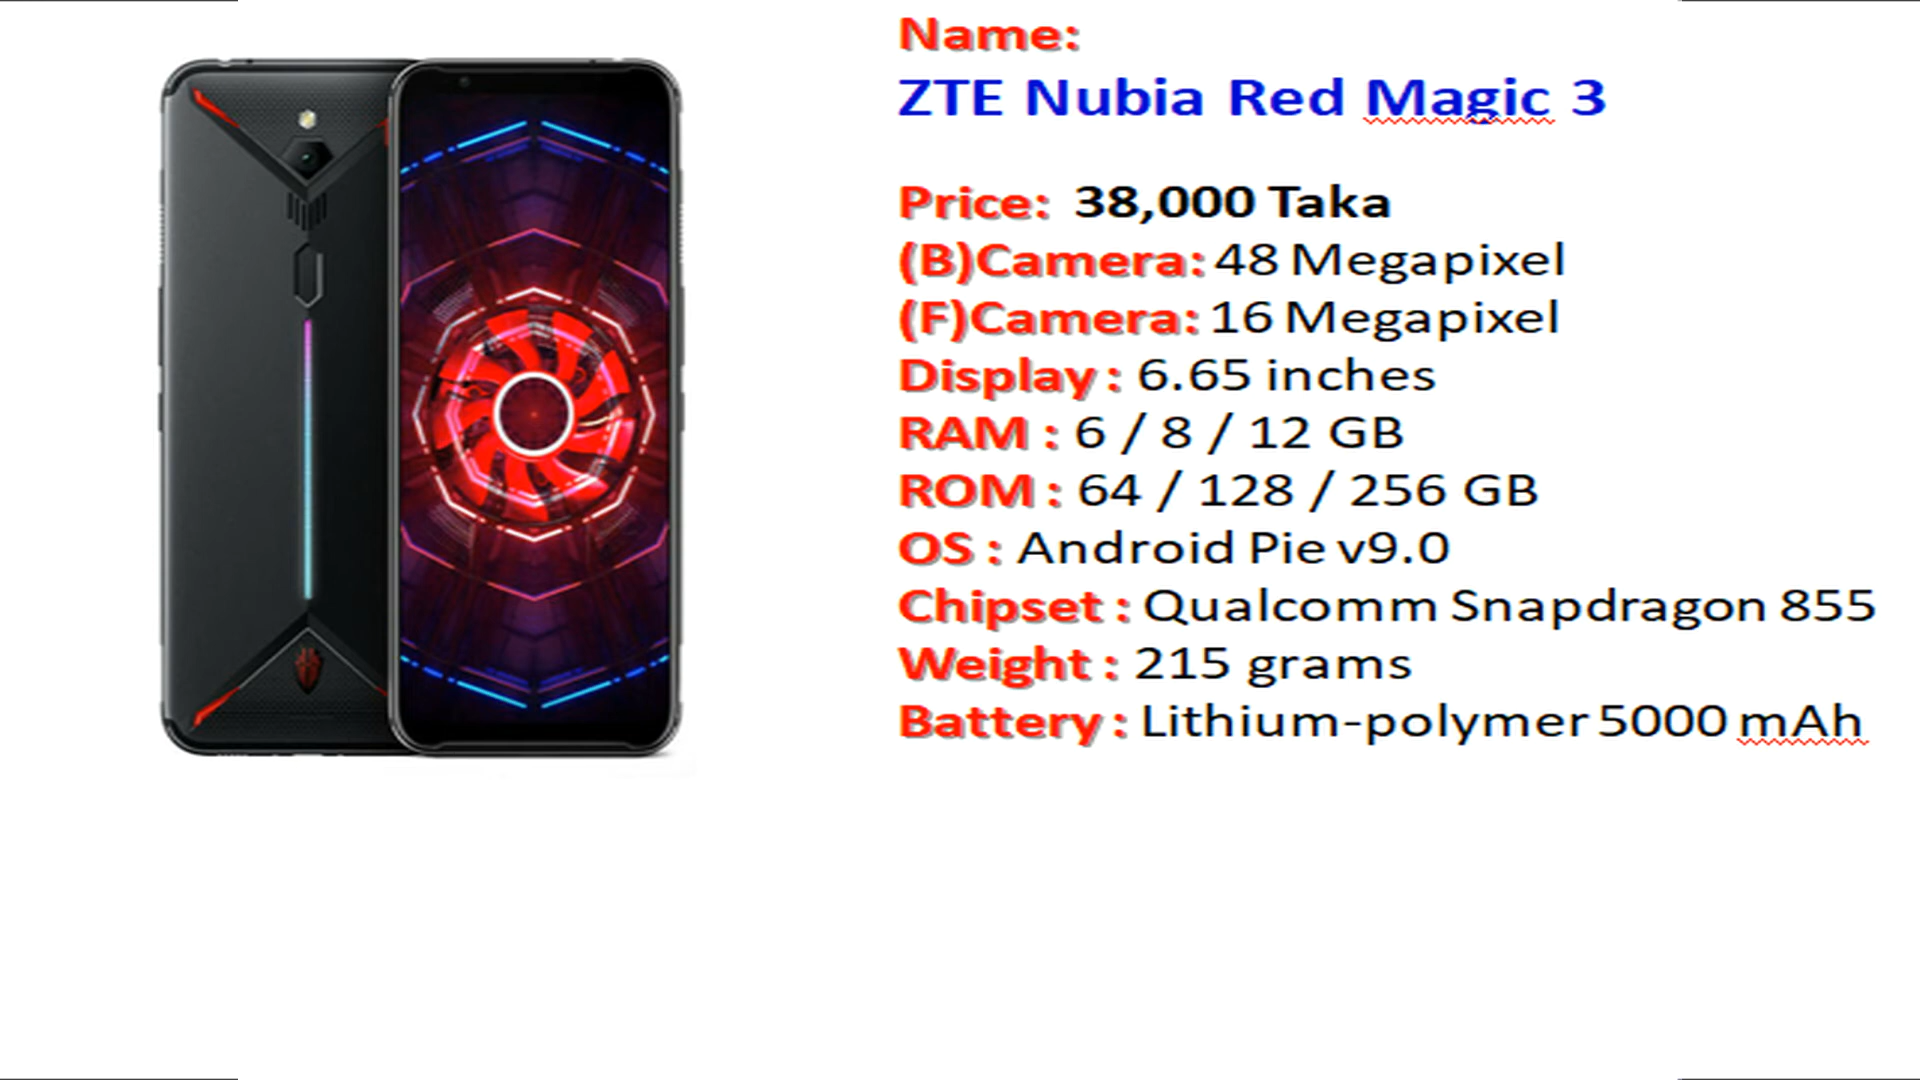 Name:
ZTE Nubia Red Magic 3
Price: 38,000 Taka
(B)Camera: 48 Megapixel
(F)Camera: 16 Megapixel
Display : 6.65 inches
RAM : 6 / 8 / 12 GB
ROM : 64 / 128 / 256 GB
OS : Android Pie v9.0
Chipset : Qualcomm Snapdragon 855
Weight : 215 grams
Battery : Lithium-polymer 5000 mAh